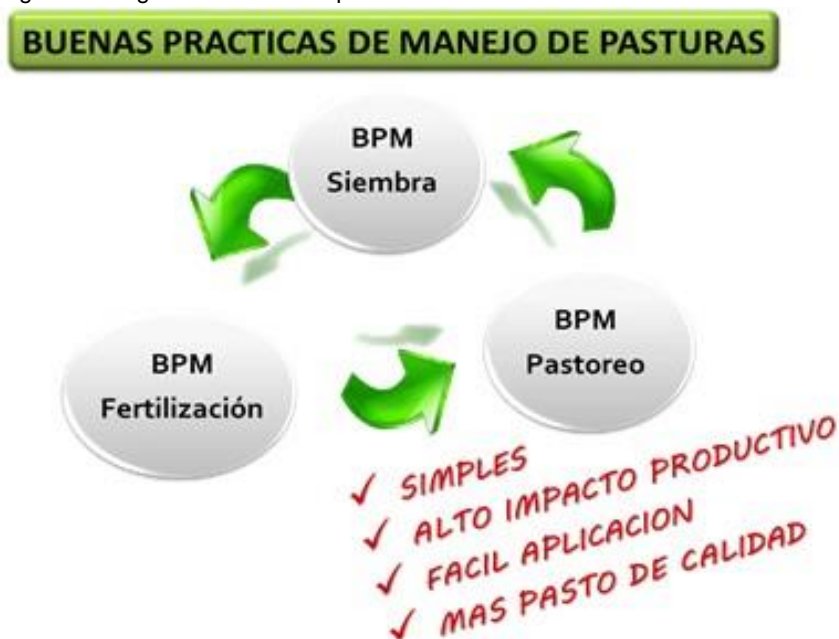 BUENAS PRACTICAS DE MANEJO DE PASTURAS
BPM
Siembra
BPM
Fertilización
BPM
Pastoreo
✓ SIMPLES
✓ ALTO IMPACTO PRODUCTIVO
✓ FACIL APLICACION
✓ MAS PASTO DE CALIDAD